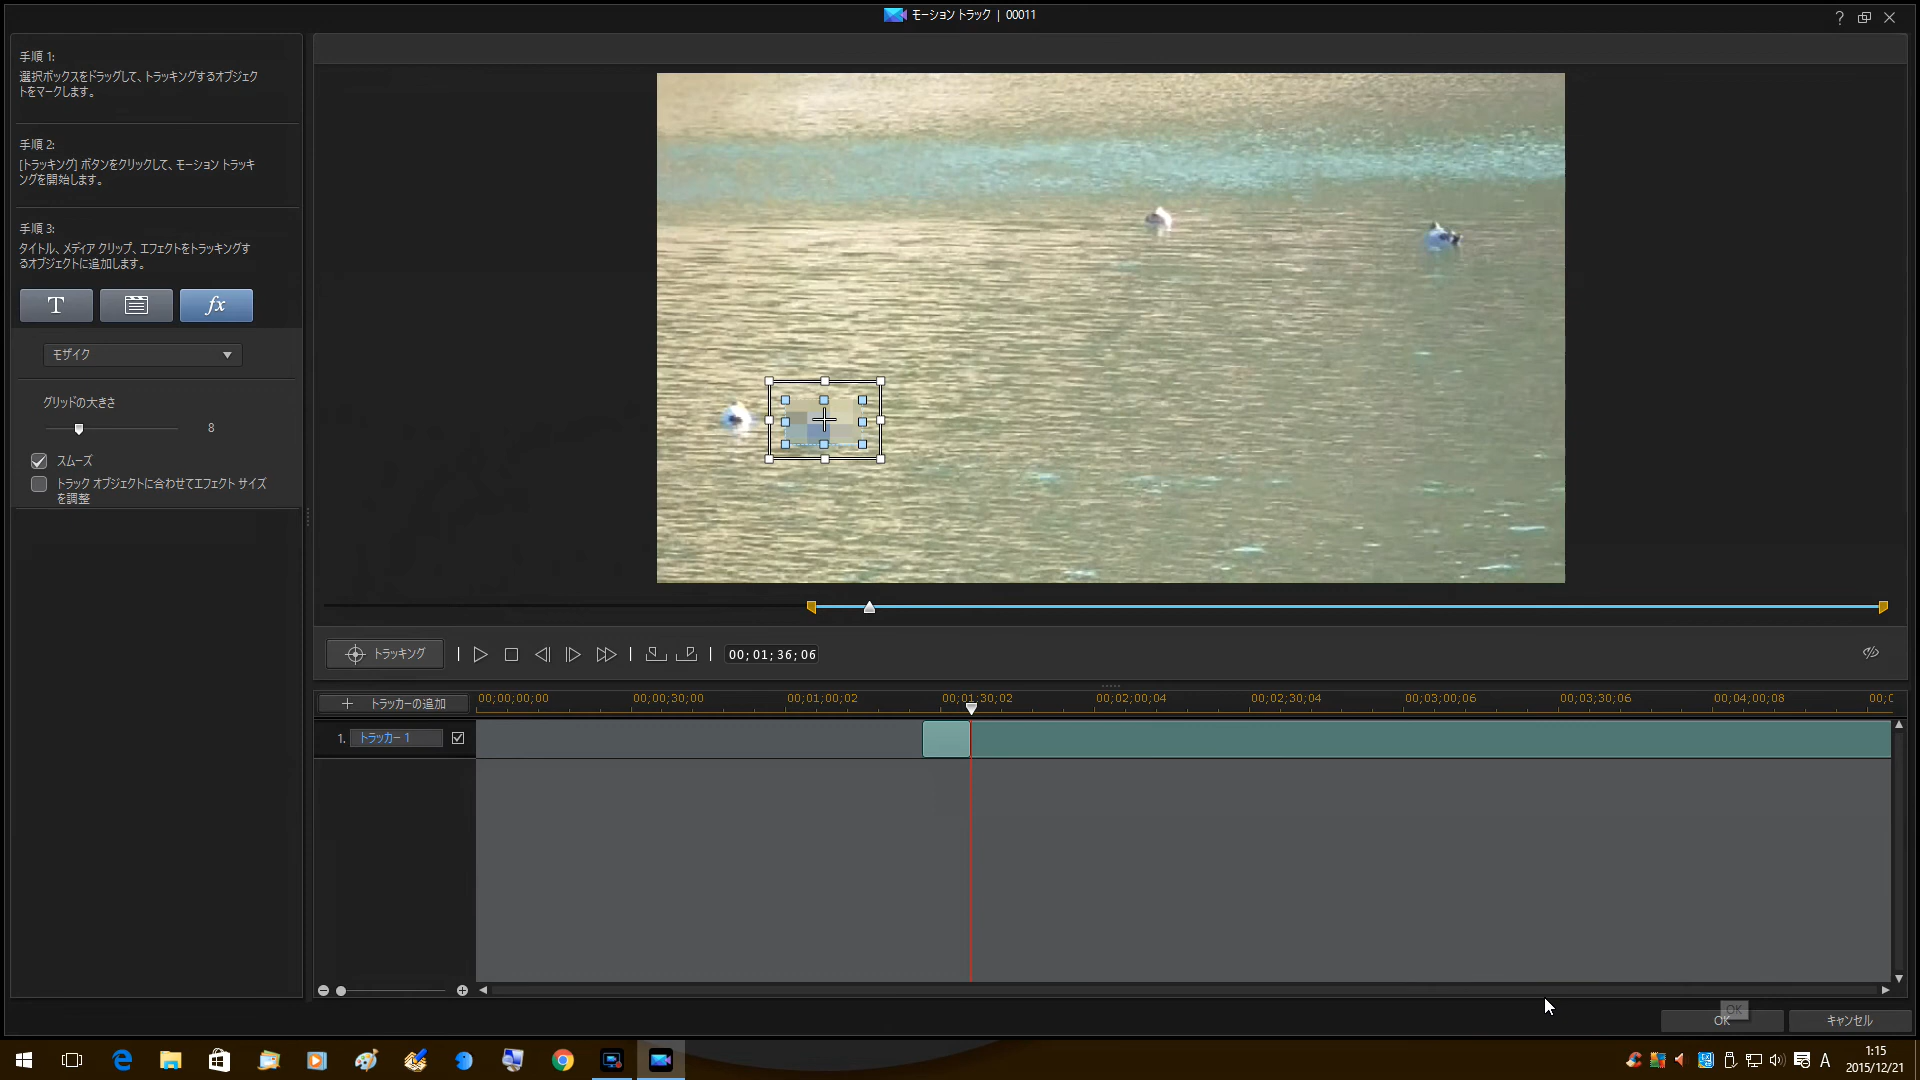 モーション トラック | 00011
?
手順 1:
選択ボックスをドラッグして、トラッキングするオブジェク
トをマークします。
手順 2:
[トラッキング] ボタンをクリックして、モーション トラッキ
ングを開始します。
手順 3:
タイトル、メディア クリップ、エフェクトをトラッキングす
るオブジェクトに追加します。
T
fx
モザイク
グリッドの大きさ
8
スムーズ
トラック オブジェクトに合わせてエフェクト サイズ
を調整
トラッキング
00;01;36;06
トラッカーの追加
00;00;00;00 00;00;30;00 00;01;00;02 00;01;30;02 00;02;00;04 00;02;30;04 00;03;00;06 00;03;30;06 00;04;00;08
1. トラッカー 1
OK
OK
キャンセル
A
1:15
2015/12/21